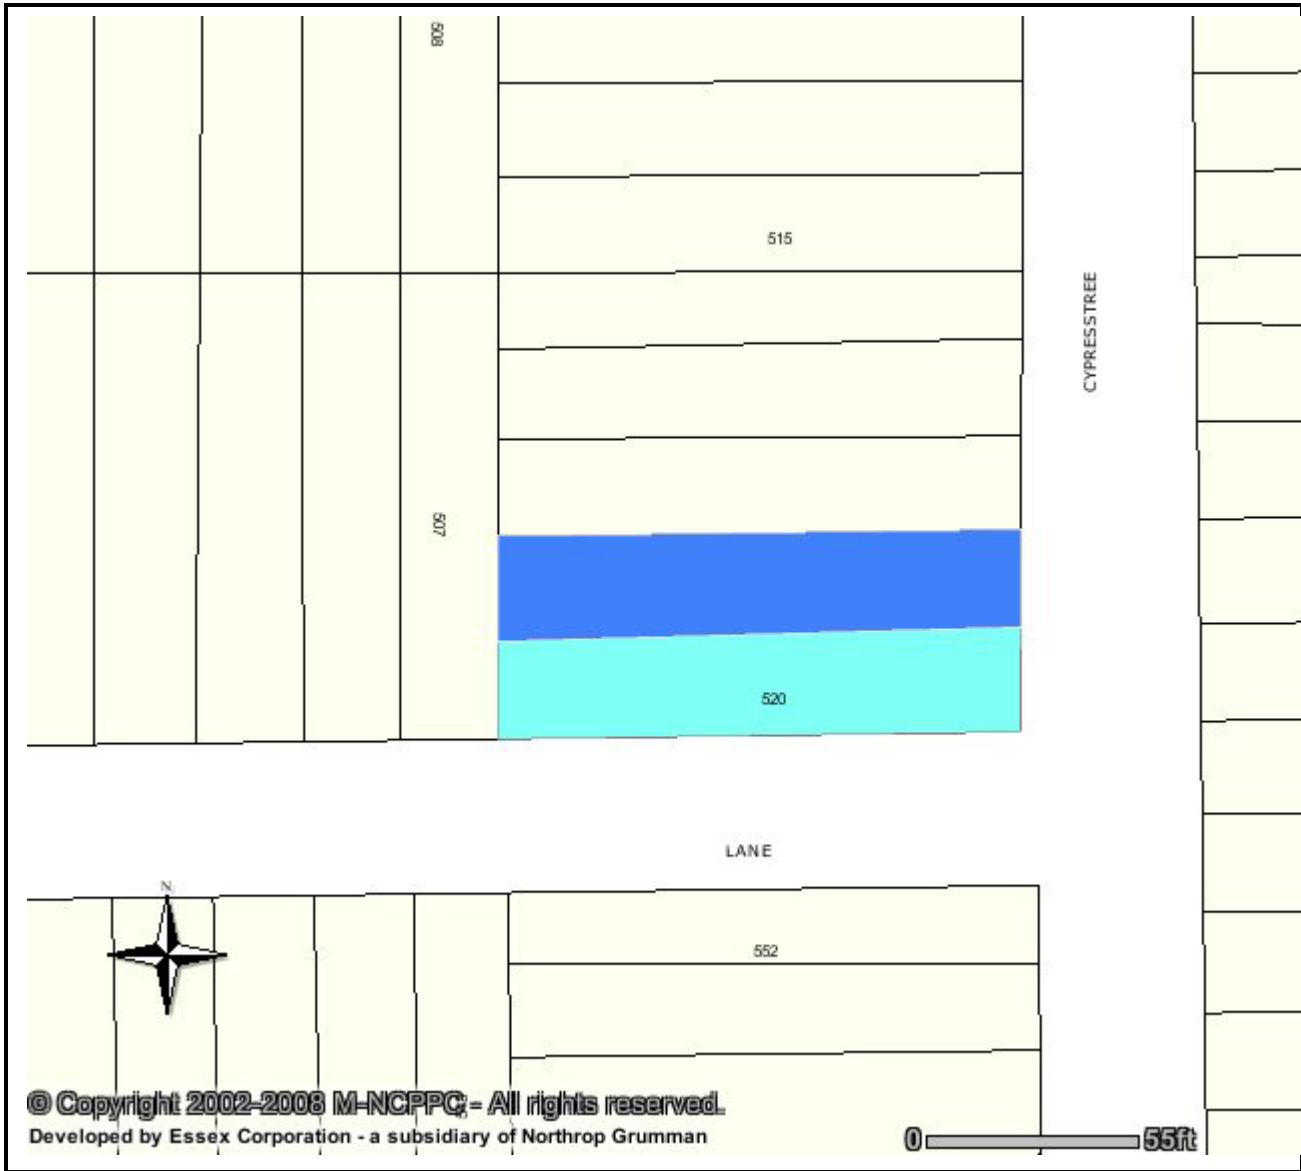 508
515
CYPRESSTREE
507
520
LANE
N
552
© Copyright 2002-2008 M-NCPPC - All rights reserved.
Developed by Essex Corporation - a subsidiary of Northrop Grumman
0 55ft